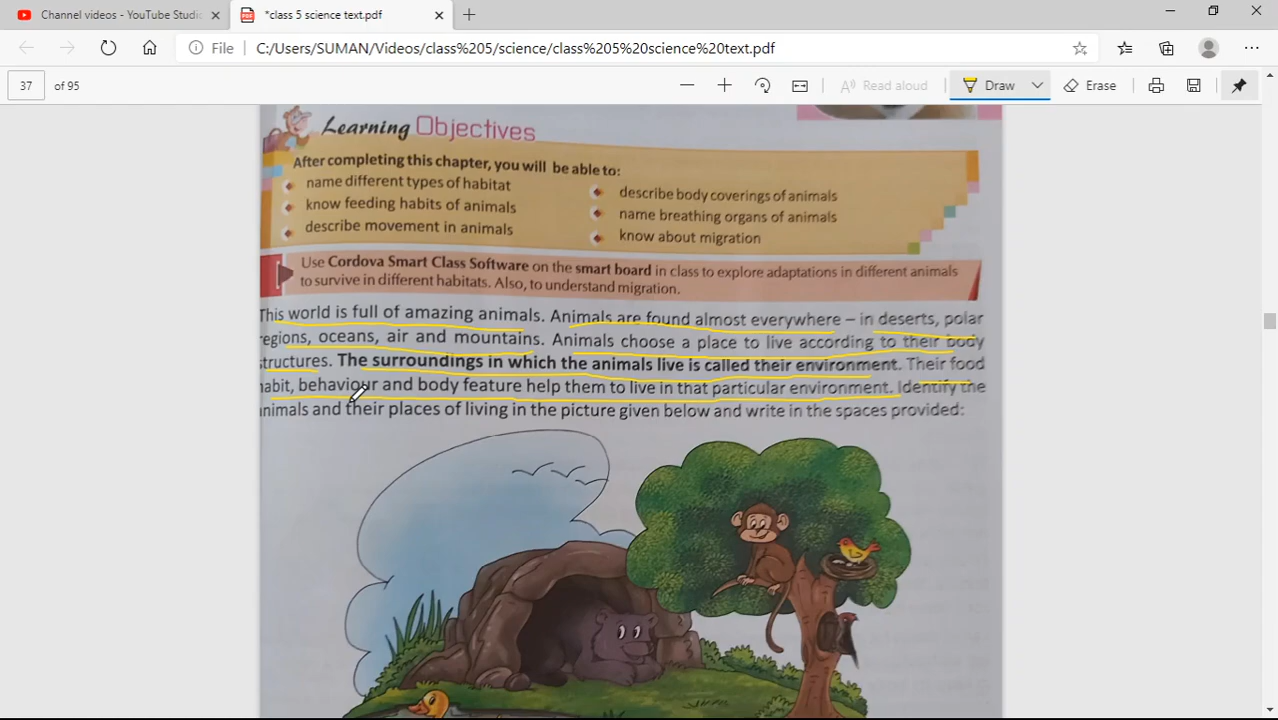 Channel videos - YouTube Studio
*class 5 science text.pdf
File
C:/Users/SUMAN/Videos/class%205/science/class%205%20science%20text.pdf
37 of 95
Read aloud
Draw
Erase
Learning Objectives
After completing this chapter, you will be able to:
name different types of habitat
know feeding habits of animals
describe movement in animals
describe body coverings of animals
name breathing organs of animals
know about migration
Use Cordova Smart Class Software on the smart board in class to explore adaptations in different animals
to survive in different habitats. Also, to understand migration.
This world is full of amazing animals. Animals are found almost everywhere – in deserts, polar
regions, oceans, air and mountains. Animals choose a place to live according to their body
structures. The surroundings in which the animals live is called their environment. Their food
habit, behaviour and body feature help them to live in that particular environment. Identify the
animals and their places of living in the picture given below and write in the spaces provided: